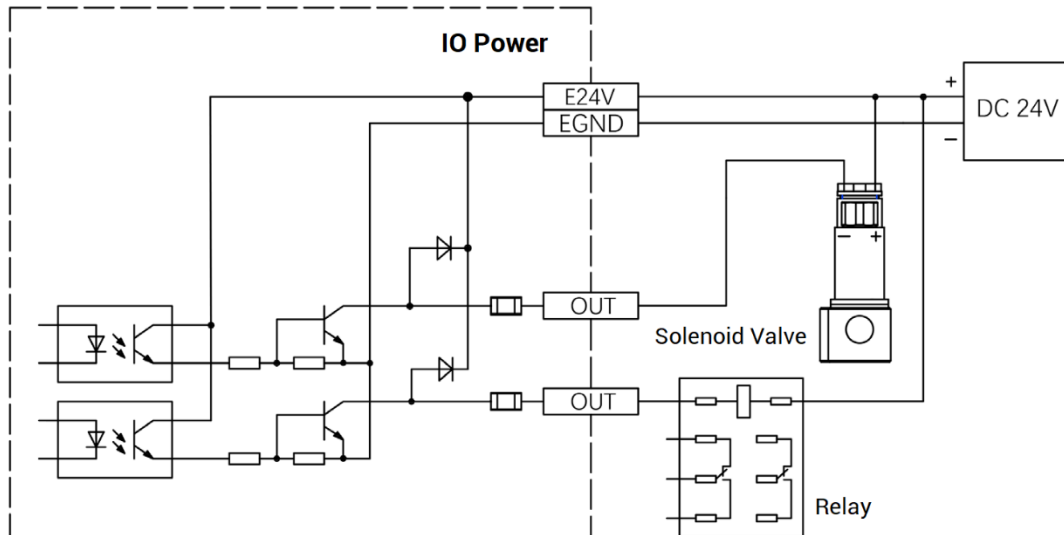 IO Power
E24V
EGND
+
DC 24V
−
− +
OUT
Solenoid Valve
OUT
Relay